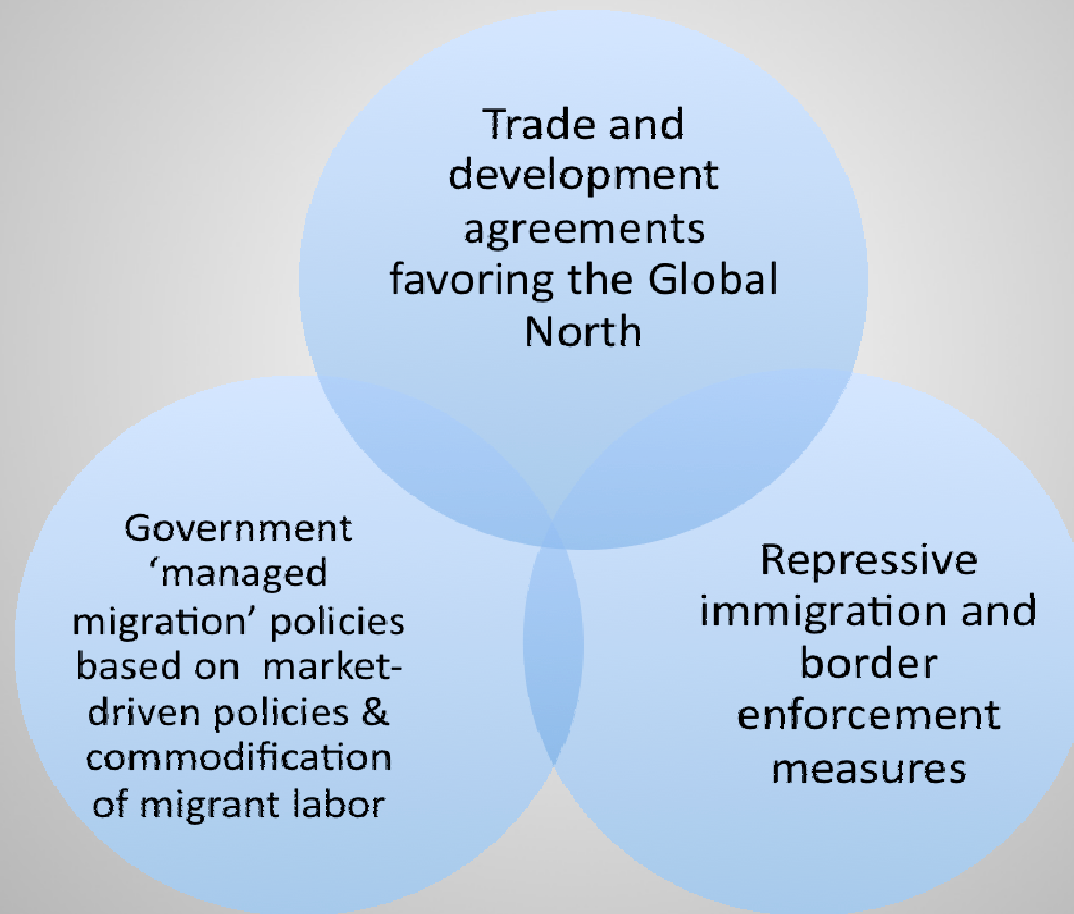 Trade and
development
agreements
favoring the Global
North
Government
‘managed
migration’ policies
based on  market-
driven policies &
commodification
of migrant labor
Repressive
immigration and
border
enforcement
measures